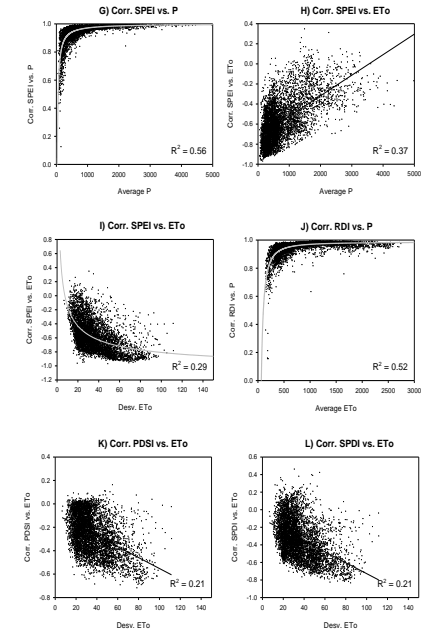 G) Corr. SPEI vs. P
Corr. SPEI vs. P
1.0
0.8
0.6
0.4
0.2
0.0
R² = 0.56
0 1000 2000 3000 4000 5000
Average P
H) Corr. SPEI vs. ETo
Corr. SPEI vs. ETo
0.4
0.2
0.0
-0.2
-0.4
-0.6
-0.8
-1.0
R² = 0.37
0 1000 2000 3000 4000 5000
Average P
I) Corr. SPEI vs. ETo
Corr. SPEI vs. ETo
0.8
0.6
0.4
0.2
0.0
-0.2
-0.4
-0.6
-0.8
-1.0
-1.2
R² = 0.29
0 20 40 60 80 100 120 140
Desv. ETo
J) Corr. RDI vs. P
Corr. RDI vs. P
1.0
0.8
0.6
0.4
0.2
0.0
R² = 0.52
0 500 1000 1500 2000 2500 3000
Average ETo
K) Corr. PDSI vs. ETo
Corr. PDSI vs. ETo
0.4
0.2
0.0
-0.2
-0.4
-0.6
-0.8
R² = 0.21
0 20 40 60 80 100 120 140
Desv. ETo
L) Corr. SPDI vs. ETo
Corr. SPDI vs. ETo
0.6
0.4
0.2
0.0
-0.2
-0.4
-0.6
-0.8
-1.0
R² = 0.21
0 20 40 60 80 100 120 140
Desv. ETo